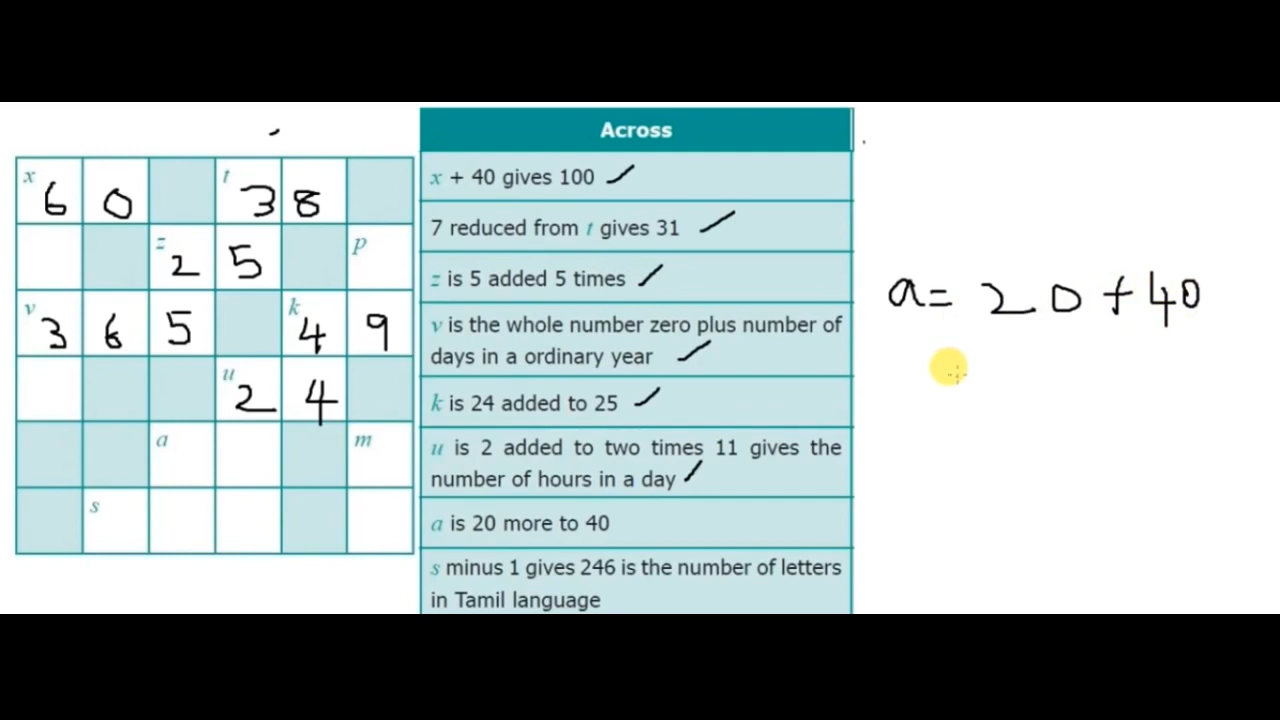 x 6 0 t 3 8
z 2 5 p
v 3 6 5 k 4 9
u 2 4
a m
s
Across
x + 40 gives 100
7 reduced from t gives 31
z is 5 added 5 times
v is the whole number zero plus number of
days in a ordinary year
k is 24 added to 25
u is 2 added to two times 11 gives the
number of hours in a day
a is 20 more to 40
s minus 1 gives 246 is the number of letters
in Tamil language
a = 20 + 40